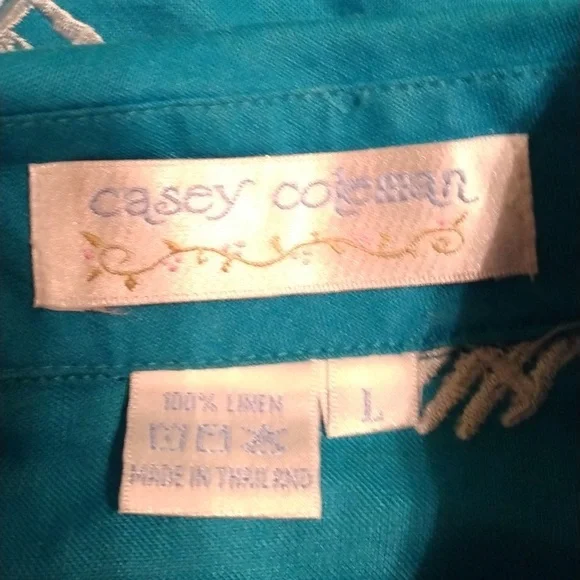 casey coleman
100% LINEN
L
MADE IN THAILAND